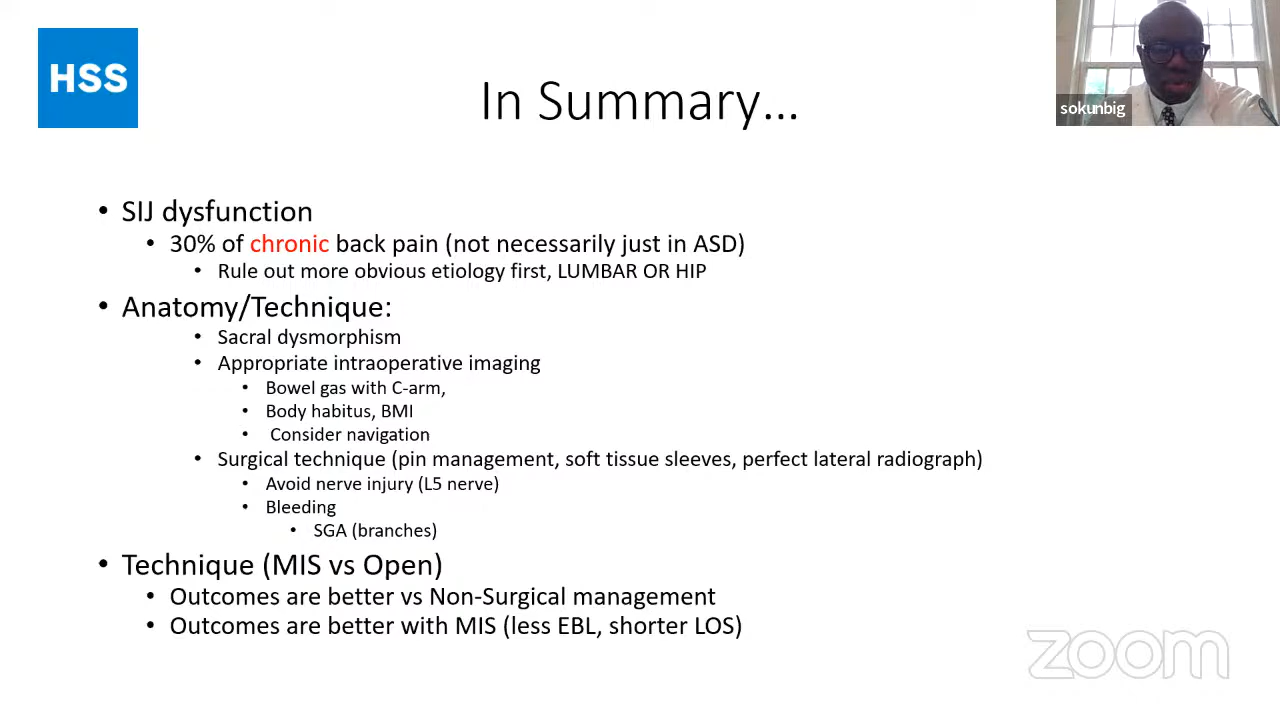 HSS
In Summary...
sokunbig
• SIJ dysfunction
• 30% of chronic back pain (not necessarily just in ASD)
• Rule out more obvious etiology first, LUMBAR OR HIP
• Anatomy/Technique:
• Sacral dysmorphism
• Appropriate intraoperative imaging
• Bowel gas with C-arm,
• Body habitus, BMI
• Consider navigation
• Surgical technique (pin management, soft tissue sleeves, perfect lateral radiograph)
• Avoid nerve injury (L5 nerve)
• Bleeding
• SGA (branches)
• Technique (MIS vs Open)
• Outcomes are better vs Non-Surgical management
• Outcomes are better with MIS (less EBL, shorter LOS)
zoom